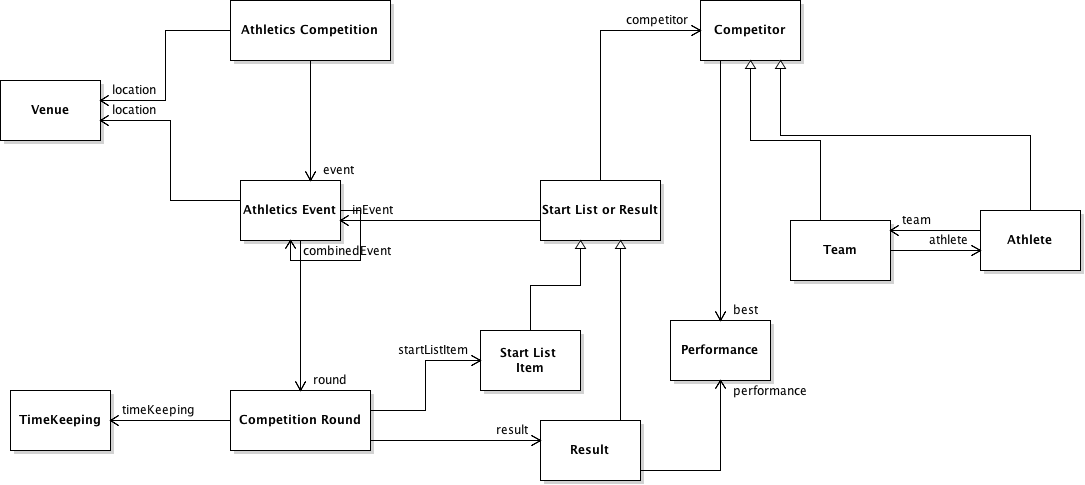 competitor
Athletics Competition
Competitor
location
Venue
location
event
Athletics Event
inEvent
Start List or Result
team
Athlete
athlete
Team
combinedEvent
best
startListItem
Start List
Item
Performance
round
performance
timeKeeping
TimeKeeping
Competition Round
result
Result